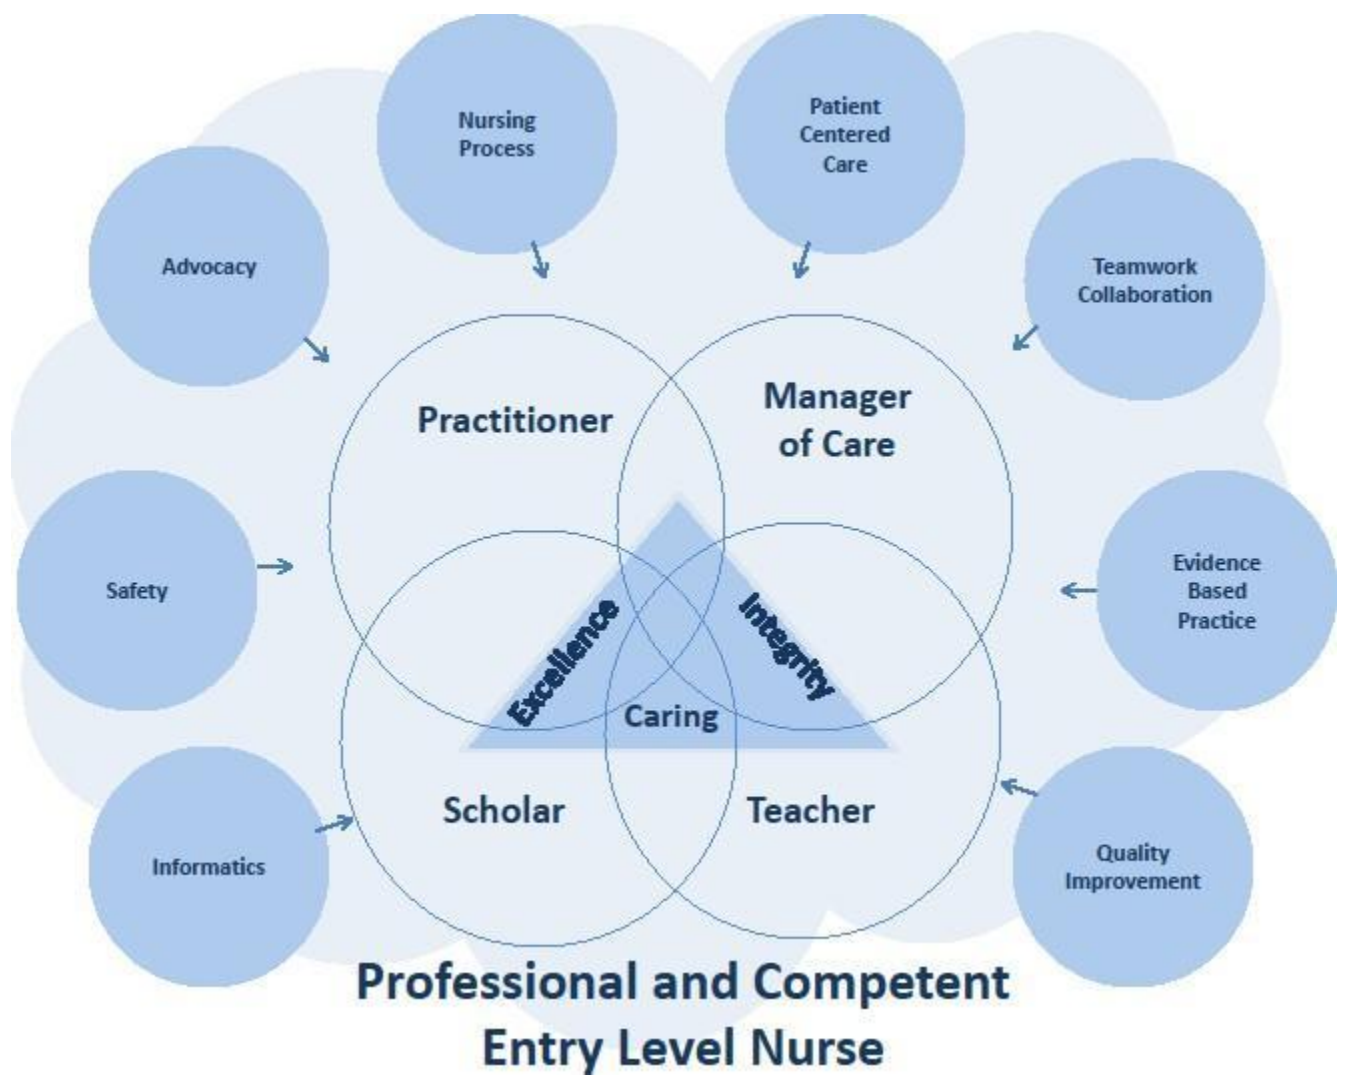 Nursing
Process
Patient
Centered
Care
Advocacy
Teamwork
Collaboration
Practitioner
Manager
of Care
Safety
Evidence
Based
Practice
Excellence
Integrity
Caring
Scholar
Teacher
Informatics
Quality
Improvement
Professional and Competent
Entry Level Nurse